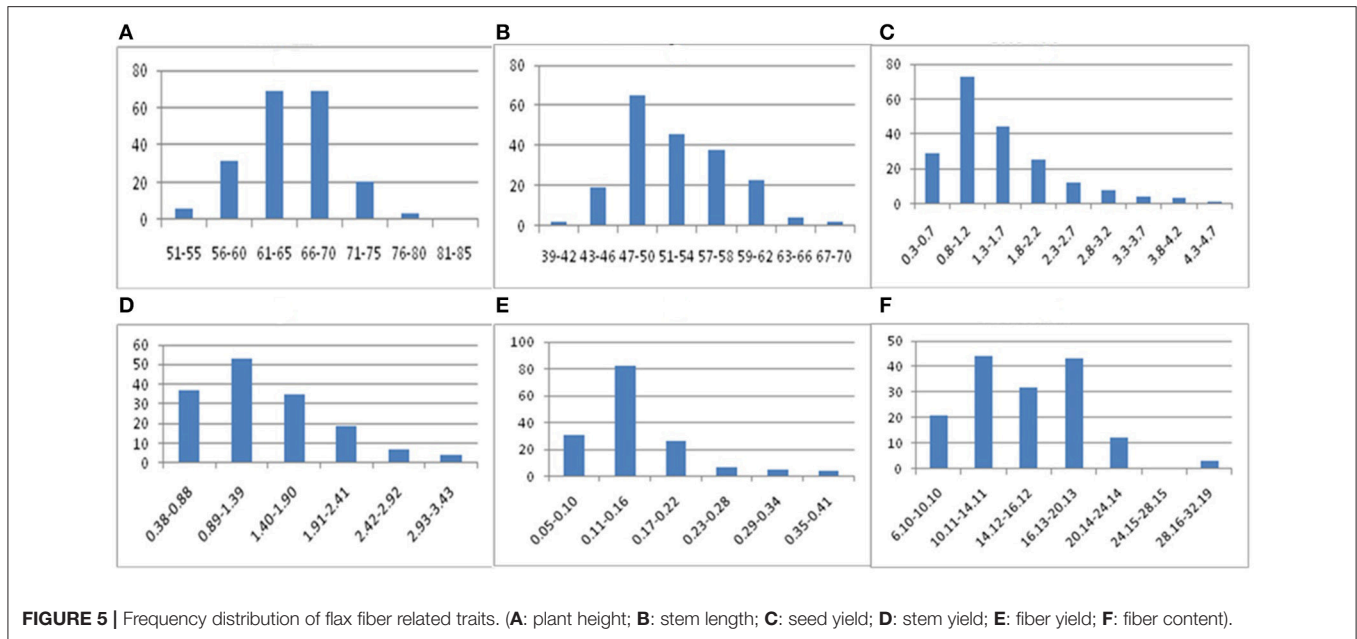 A
80
60
40
20
0
51-55 56-60 61-65 66-70 71-75 76-80 81-85
B
80
60
40
20
0
39-42 43-46 47-50 51-54 57-58 59-62 63-66 67-70
C
80
60
40
20
0
0.3-0.7 0.8-1.2 1.3-1.7 1.8-2.2 2.3-2.7 2.8-3.2 3.3-3.7 3.8-4.2 4.3-4.7
D
60
50
40
30
20
10
0
0.38-0.88 0.89-1.39 1.40-1.90 1.91-2.41 2.42-2.92 2.93-3.43
E
100
80
60
40
20
0
0.05-0.10 0.11-0.16 0.17-0.22 0.23-0.28 0.29-0.34 0.35-0.41
F
50
40
30
20
10
0
6.10-10.10 10.11-14.11 14.12-16.12 16.13-20.13 20.14-24.14 24.15-28.15 28.16-32.19
FIGURE 5 | Frequency distribution of flax fiber related traits. (A: plant height; B: stem length; C: seed yield; D: stem yield; E: fiber yield; F: fiber content).